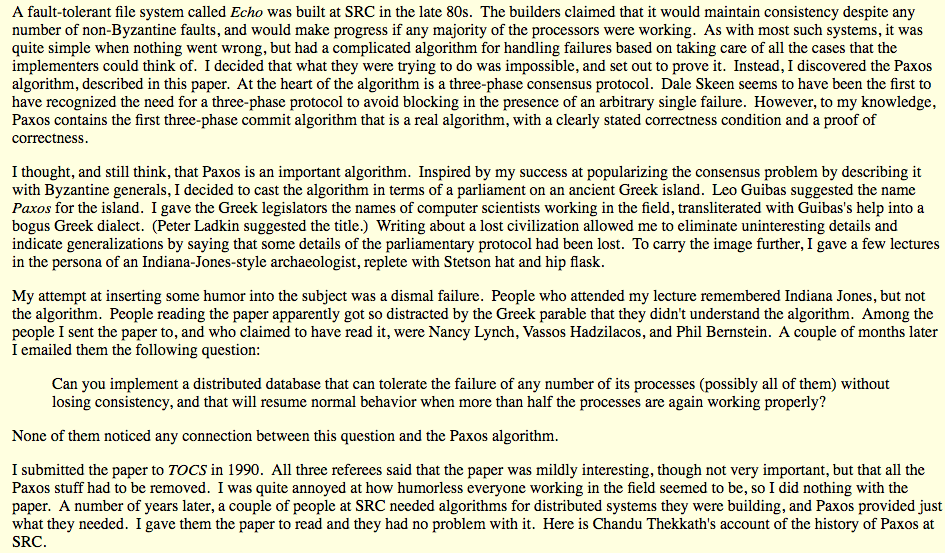 A fault-tolerant file system called Echo was built at SRC in the late 80s.  The builders claimed that it would maintain consistency despite any
number of non-Byzantine faults, and would make progress if any majority of the processors were working.  As with most such systems, it was
quite simple when nothing went wrong, but had a complicated algorithm for handling failures based on taking care of all the cases that the
implementers could think of.  I decided that what they were trying to do was impossible, and set out to prove it.  Instead, I discovered the Paxos
algorithm, described in this paper.  At the heart of the algorithm is a three-phase consensus protocol.  Dale Skeen seems to have been the first to
have recognized the need for a three-phase protocol to avoid blocking in the presence of an arbitrary single failure.  However, to my knowledge,
Paxos contains the first three-phase commit algorithm that is a real algorithm, with a clearly stated correctness condition and a proof of
correctness.
I thought, and still think, that Paxos is an important algorithm.  Inspired by my success at popularizing the consensus problem by describing it
with Byzantine generals, I decided to cast the algorithm in terms of a parliament on an ancient Greek island.  Leo Guibas suggested the name
Paxos for the island.  I gave the Greek legislators the names of computer scientists working in the field, transliterated with Guibas's help into a
bogus Greek dialect.  (Peter Ladkin suggested the title.)  Writing about a lost civilization allowed me to eliminate uninteresting details and
indicate generalizations by saying that some details of the parliamentary protocol had been lost.  To carry the image further, I gave a few lectures
in the persona of an Indiana-Jones-style archaeologist, replete with Stetson hat and hip flask.
My attempt at inserting some humor into the subject was a dismal failure.  People who attended my lecture remembered Indiana Jones, but not
the algorithm.  People reading the paper apparently got so distracted by the Greek parable that they didn't understand the algorithm.  Among the
people I sent the paper to, and who claimed to have read it, were Nancy Lynch, Vassos Hadzilacos, and Phil Bernstein.  A couple of months later
I emailed them the following question:
Can you implement a distributed database that can tolerate the failure of any number of its processes (possibly all of them) without
losing consistency, and that will resume normal behavior when more than half the processes are again working properly?
None of them noticed any connection between this question and the Paxos algorithm.
I submitted the paper to TOCS in 1990.  All three referees said that the paper was mildly interesting, though not very important, but that all the
Paxos stuff had to be removed.  I was quite annoyed at how humorless everyone working in the field seemed to be, so I did nothing with the
paper.  A number of years later, a couple of people at SRC needed algorithms for distributed systems they were building, and Paxos provided just
what they needed.  I gave them the paper to read and they had no problem with it.  Here is Chandu Thekkath's account of the history of Paxos at
SRC.